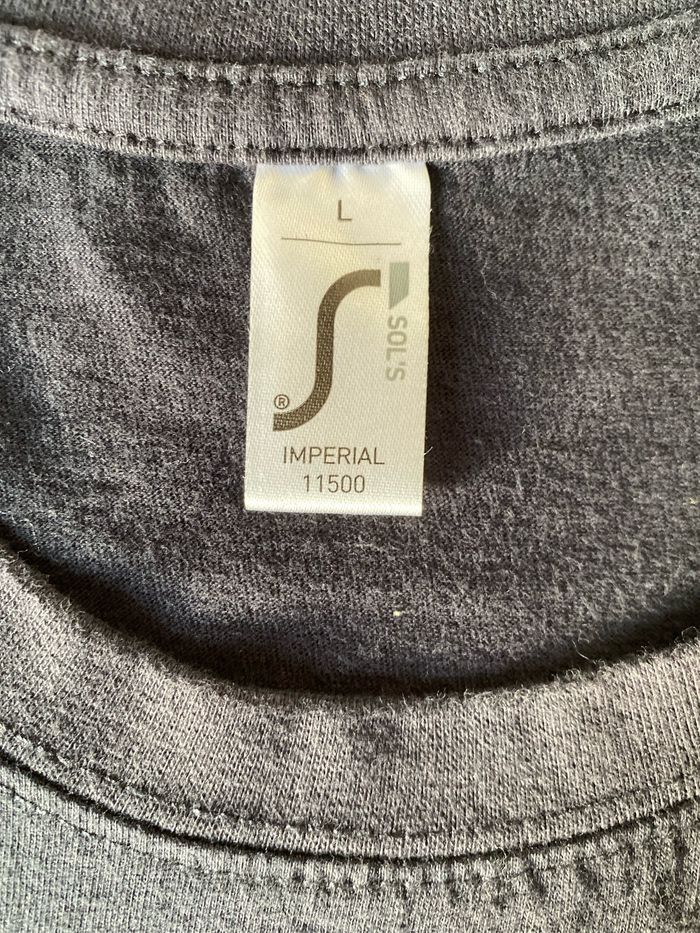 L
SOL'S
®
IMPERIAL
11500